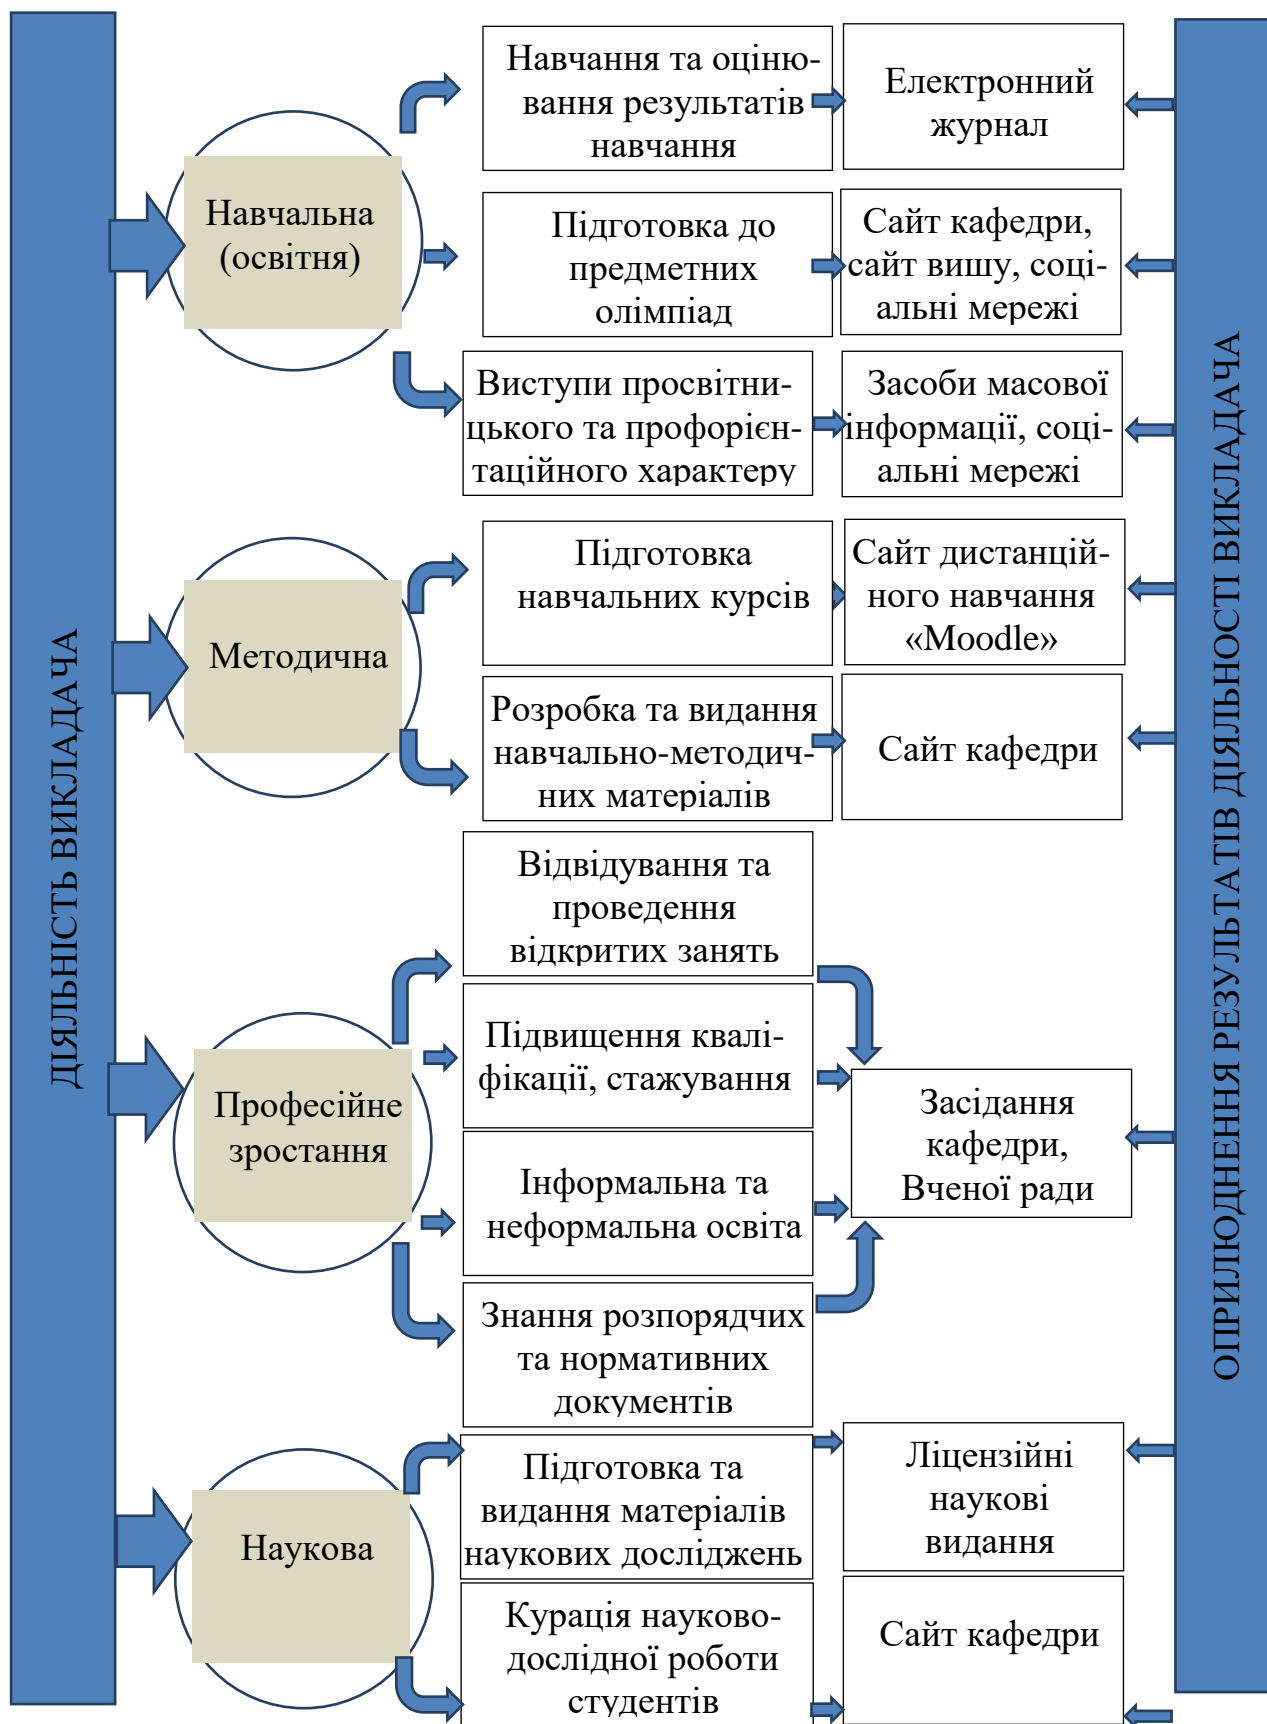 ДІЯЛЬНІСТЬ ВИКЛАДАЧА
Навчальна
(освітня)
Навчання та оціню-
вання результатів
навчання
Електронний
журнал
Підготовка до
предметних
олімпіад
Сайт кафедри,
сайт вишу, соці-
альні мережі
Виступи просвітни-
цького та профорієн-
таційного характеру
Засоби масової
інформації, соці-
альні мережі
Методична
Підготовка
навчальних курсів
Сайт дистанцій-
ного навчання
«Moodle»
Розробка та видання
навчально-методич-
них матеріалів
Сайт кафедри
Професійне
зростання
Відвідування та
проведення
відкритих занять
Підвищення квалі-
фікації, стажування
Інформальна та
неформальна освіта
Знання розпорядчих
та нормативних
документів
Засідання
кафедри,
Вченої ради
Наукова
Підготовка та
видання матеріалів
наукових досліджень
Ліцензійні
наукові
видання
Курація науково-
дослідної роботи
студентів
Сайт кафедри
ОПРИЛЮДНЕННЯ РЕЗУЛЬТАТІВ ДІЯЛЬНОСТІ ВИКЛАДАЧА